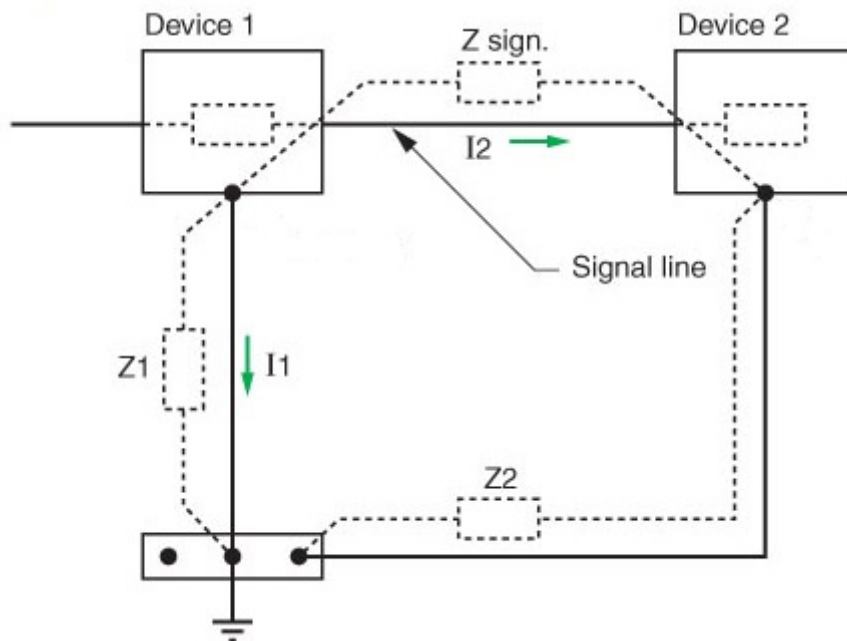 Device 1
Z sign.
Device 2
I2
Signal line
Z1
I1
Z2